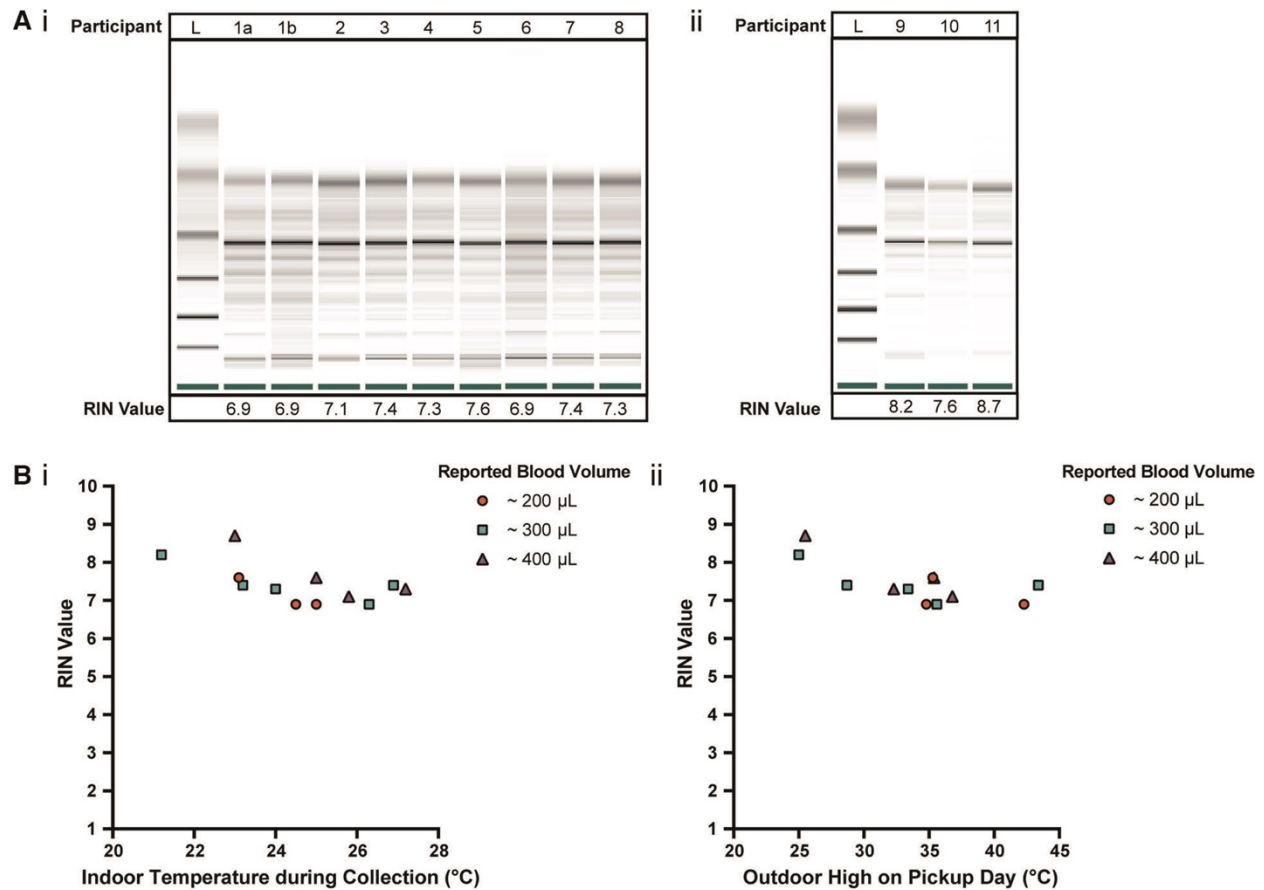 A i
Participant L 1a 1b 2 3 4 5 6 7 8
RIN Value 6.9 6.9 7.1 7.4 7.3 7.6 6.9 7.4 7.3
ii
Participant L 9 10 11
RIN Value 8.2 7.6 8.7
B i
Reported Blood Volume
~ 200 µL
~ 300 µL
~ 400 µL
RIN Value
10
9
8
7
6
5
4
3
2
1
20 22 24 26 28
Indoor Temperature during Collection (°C)
ii
Reported Blood Volume
~ 200 µL
~ 300 µL
~ 400 µL
RIN Value
10
9
8
7
6
5
4
3
2
1
20 25 30 35 40 45
Outdoor High on Pickup Day (°C)